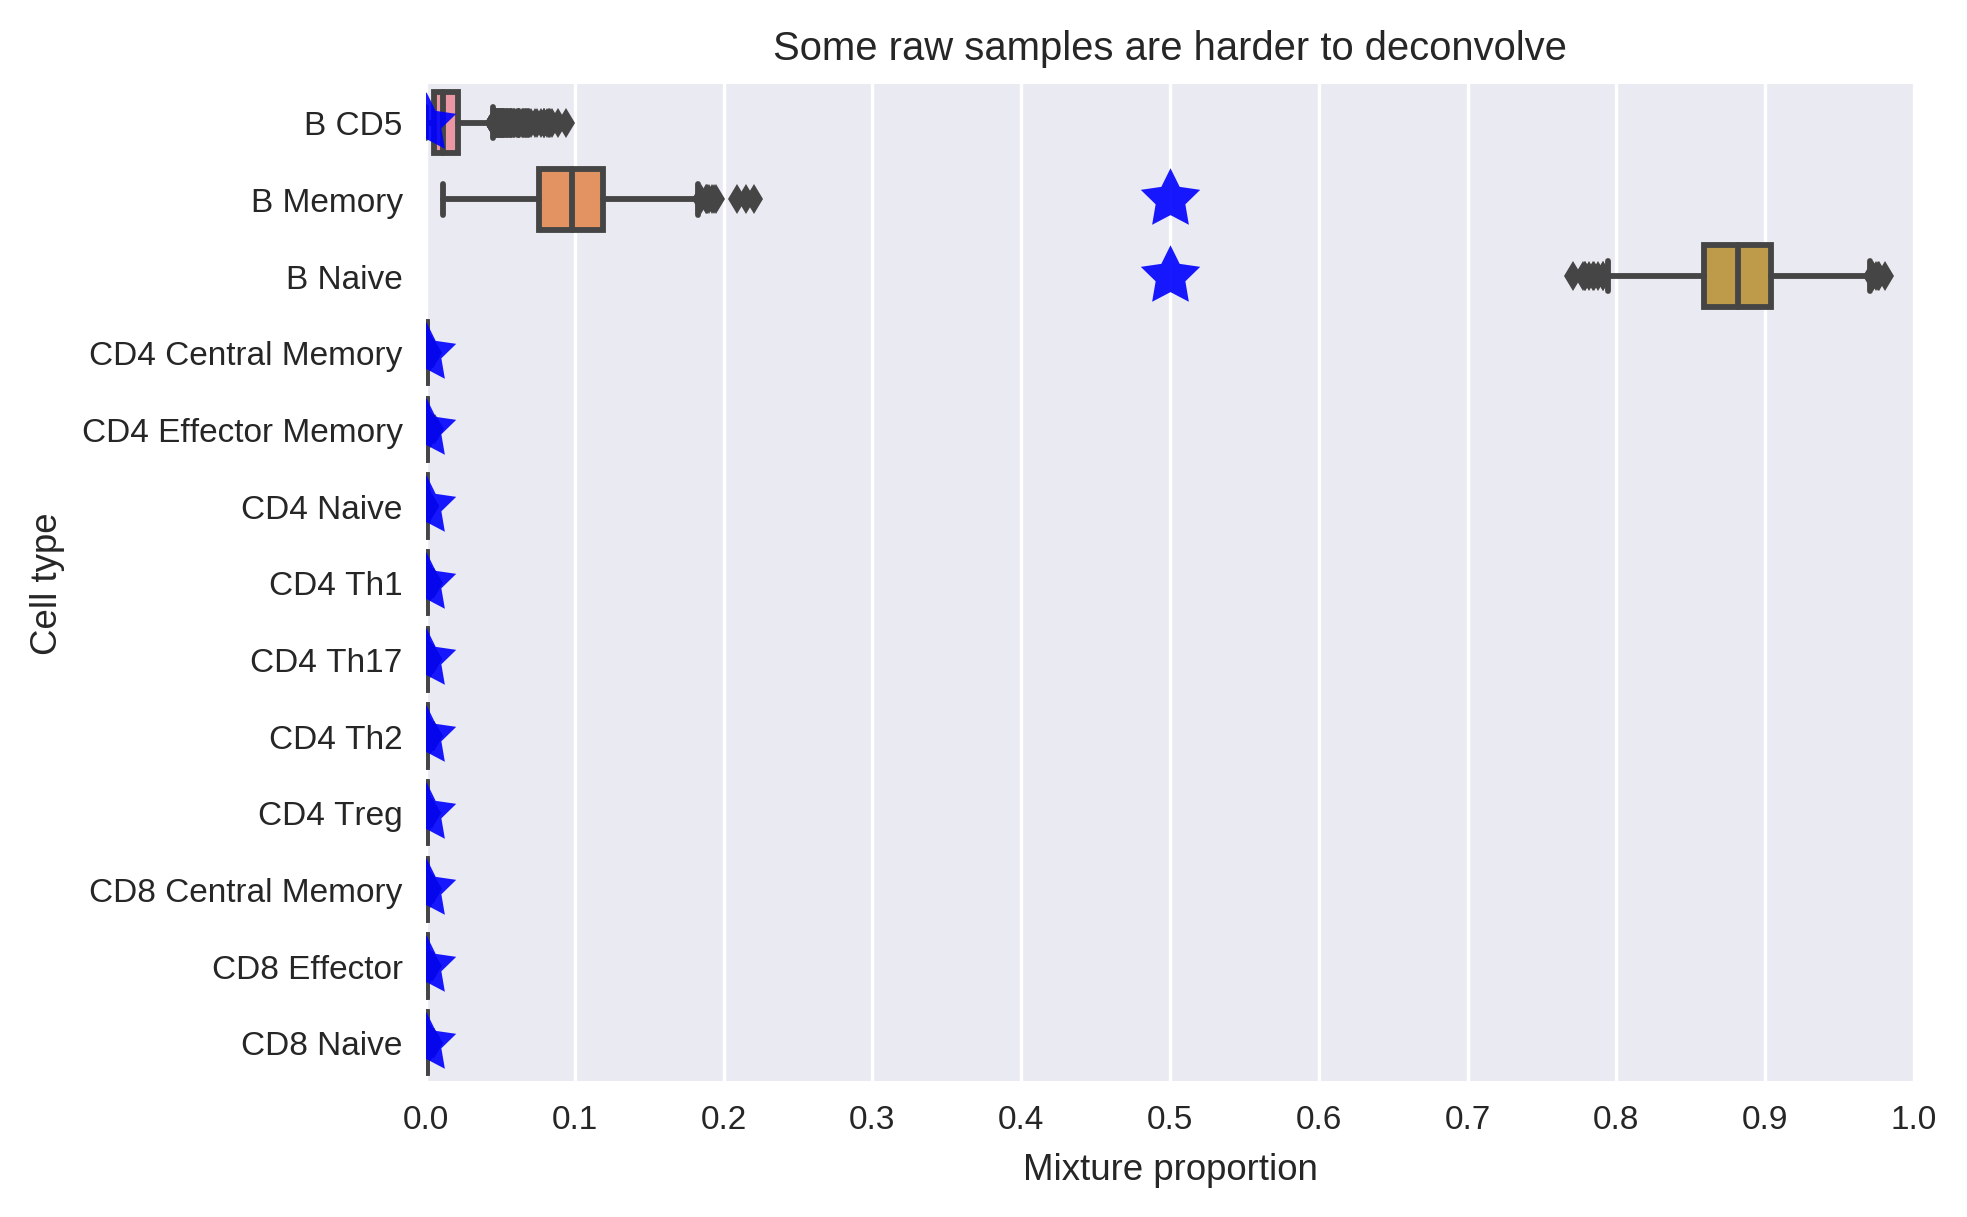 Some raw samples are harder to deconvolve
B CD5
B Memory
B Naive
CD4 Central Memory
CD4 Effector Memory
CD4 Naive
CD4 Th1
CD4 Th17
CD4 Th2
CD4 Treg
CD8 Central Memory
CD8 Effector
CD8 Naive
Cell type
0.0 0.1 0.2 0.3 0.4 0.5 0.6 0.7 0.8 0.9 1.0
Mixture proportion